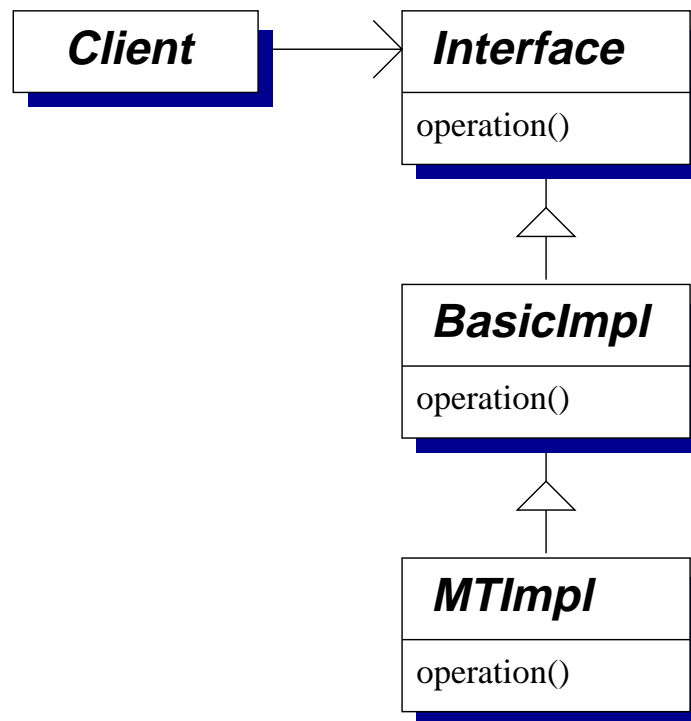 Client
Interface
operation()
BasicImpl
operation()
MTImpl
operation()